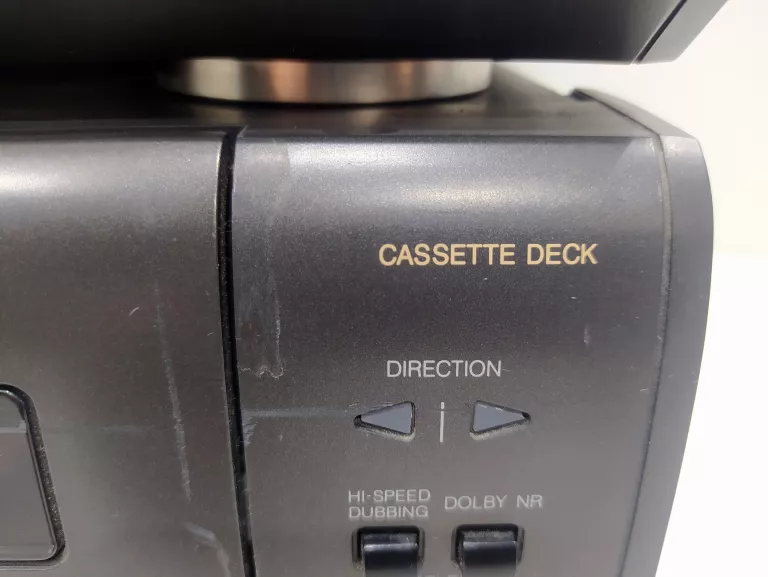 CASSETTE DECK
DIRECTION
HI-SPEED DUBBING
DOLBY NR